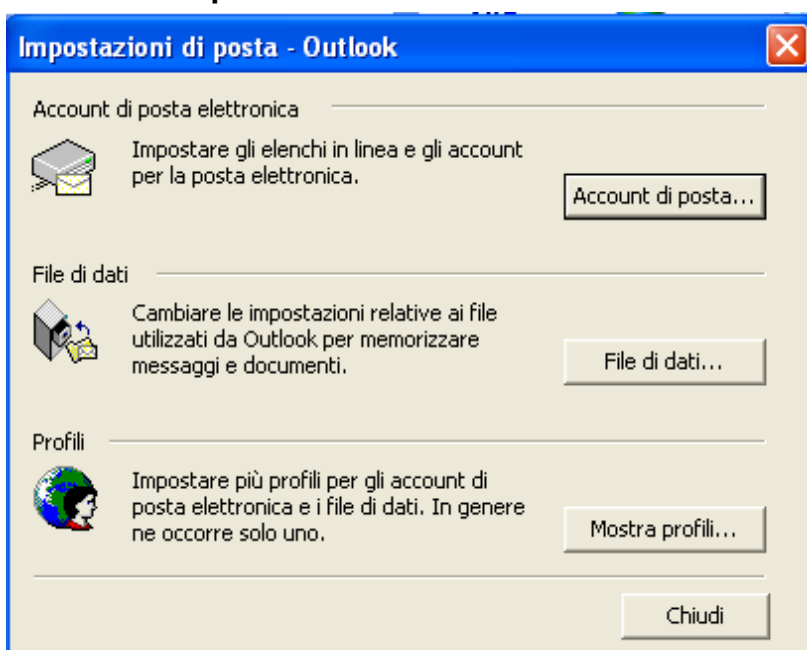 Impostazioni di posta - Outlook
Account di posta elettronica
Impostare gli elenchi in linea e gli account
per la posta elettronica.
Account di posta...
File di dati
Cambiare le impostazioni relative ai file
utilizzati da Outlook per memorizzare
messaggi e documenti.
File di dati...
Profili
Impostare più profili per gli account di
posta elettronica e i file di dati. In genere
ne occorre solo uno.
Mostra profili...
Chiudi